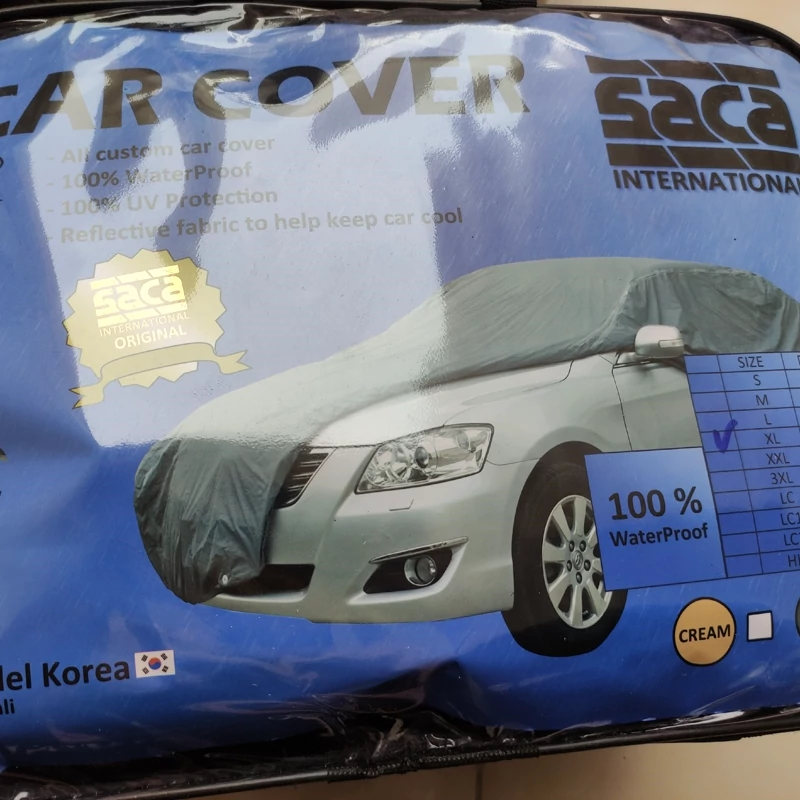 CAR COVER
- All custom car cover
- 100% WaterProof
- 100% UV Protection
- Reflective fabric to help keep car cool
saca
INTERNATIONAL
saca
INTERNATIONAL
ORIGINAL
SIZE
S
M
L
XL
XXL
3XL
LC
100 %
WaterProof
CREAM
Korea